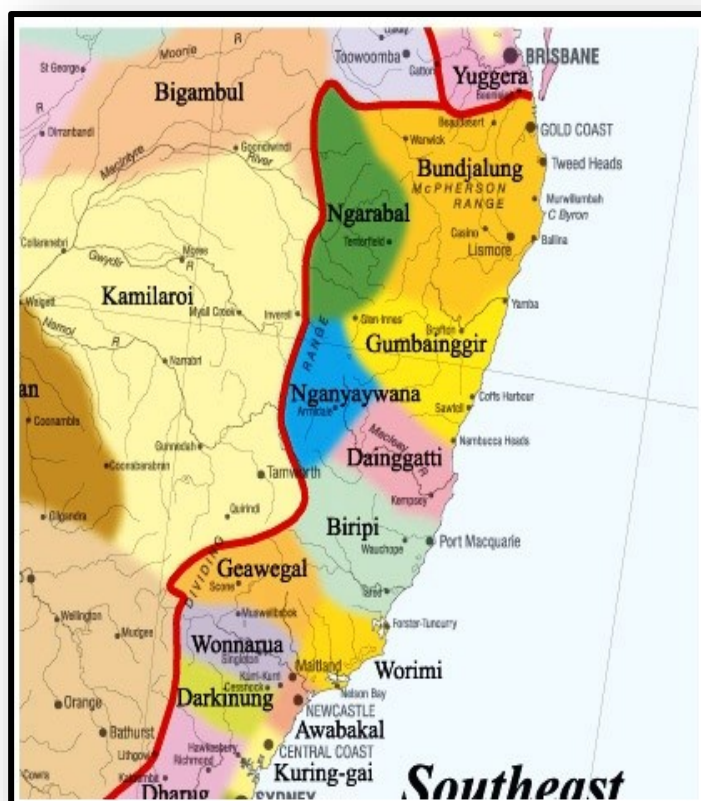 Moonie R
Oakey
Toowoomba
BRISBANE
St George
Gatton
Yuggera
Bigambul
Beenleigh
R
Beaudesert
GOLD COAST
Dirranbandi
Goondiwindi
Warwick
Macintyre River
Bundjalung
Tweed Heads
McPHERSON
RANGE
Murwillumbah
Ngarabal
C Byron
Casino
Collarenebri
Tenterfield
Lismore
Ballina
Moree
Gwydir R
Kamilaroi
Walgett
Myall Creek
Inverell
Glen Innes
Yamba
Namoi R
Grafton
RANGE
Gumbainggir
Narrabri
an
Nganyaywana
Coffs Harbour
Armidale
Sawtell
Coonamble
Macleay R
Nambucca Heads
Gunnedah
Dainggatti
Coonabarabran
Tamworth
Kempsey
Gilgandra
Quirindi
Biripi
Wauchope
Port Macquarie
DIVIDING
Geawegal
Scone
Taree
Wellington
Muswellbrook
Forster-Tuncurry
Mudgee
Wonnarua
Singleton
Maitland
Worimi
Kurri-Kurri
Darkinung
Cessnock
Nelson Bay
Orange
NEWCASTLE
Bathurst
Awabakal
Hawkesbury
CENTRAL COAST
Lithgow
Richmond
Kuring-gai
Cowra
Katoomba
Dharug
SYDNEY
Southeast